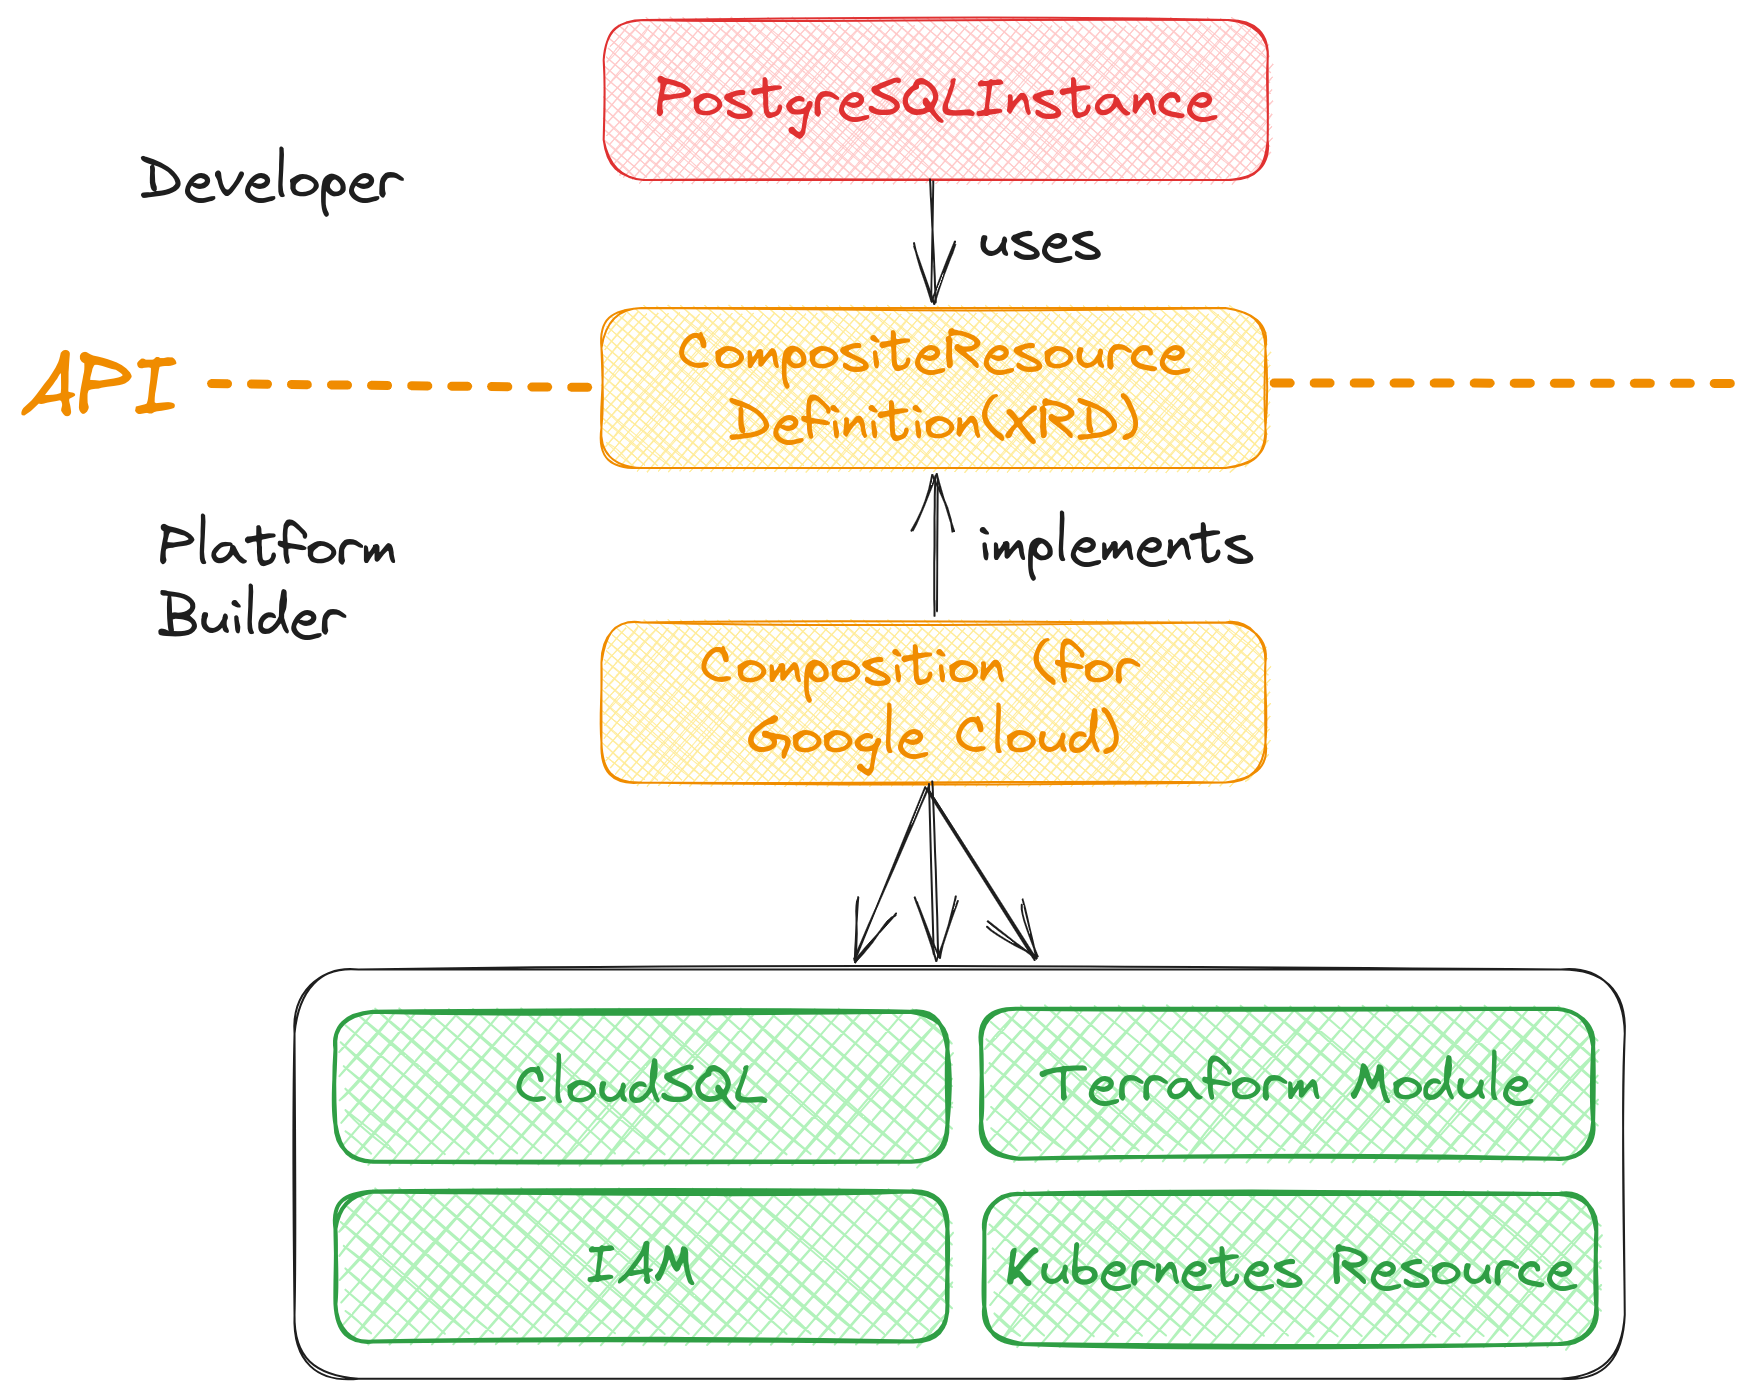 PostgreSQLInstance
Developer
uses
API
CompositeResource
Definition(XRD)
Platform
Builder
implements
Composition (for
Google Cloud)
CloudSQL
Terraform Module
IAM
Kubernetes Resource